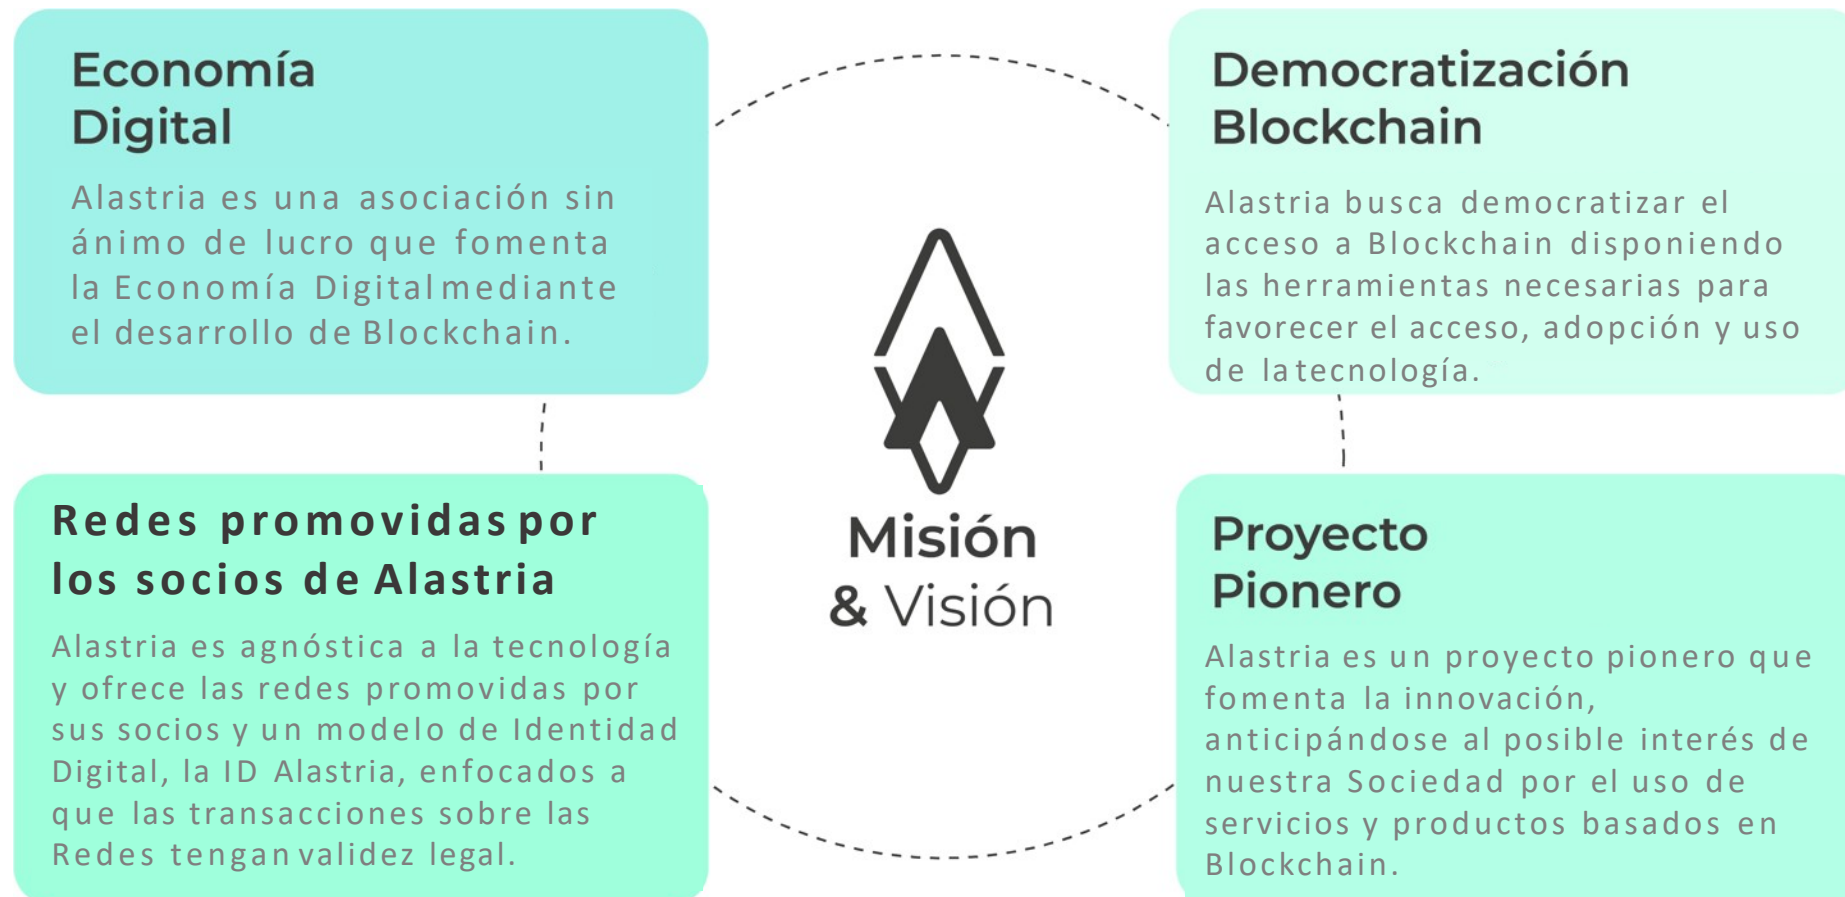 Economía
Digital
Alastria es una asociación sin
ánimo de lucro que fomenta
la Economía Digital mediante
el desarrollo de Blockchain.
Democratización
Blockchain
Alastria busca democratizar el
acceso a Blockchain disponiendo
las herramientas necesarias para
favorecer el acceso, adopción y uso
de la tecnología.
Misión
& Visión
Redes promovidas por
los socios de Alastria
Alastria es agnóstica a la tecnología
y ofrece las redes promovidas por
sus socios y un modelo de Identidad
Digital, la ID Alastria, enfocados a
que las transacciones sobre las
Redes tengan validez legal.
Proyecto
Pionero
Alastria es un proyecto pionero que
fomenta la innovación,
anticipándose al posible interés de
nuestra Sociedad por el uso de
servicios y productos basados en
Blockchain.